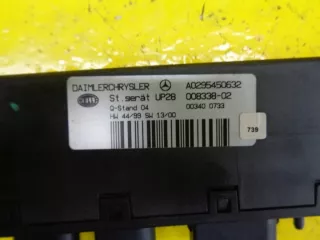 DAIMLERCHRYSLER A0295450632
St.gerät UP28 008338-02
Q-Stand 04 00340 0733
HW 44/99 SW 13/00
739